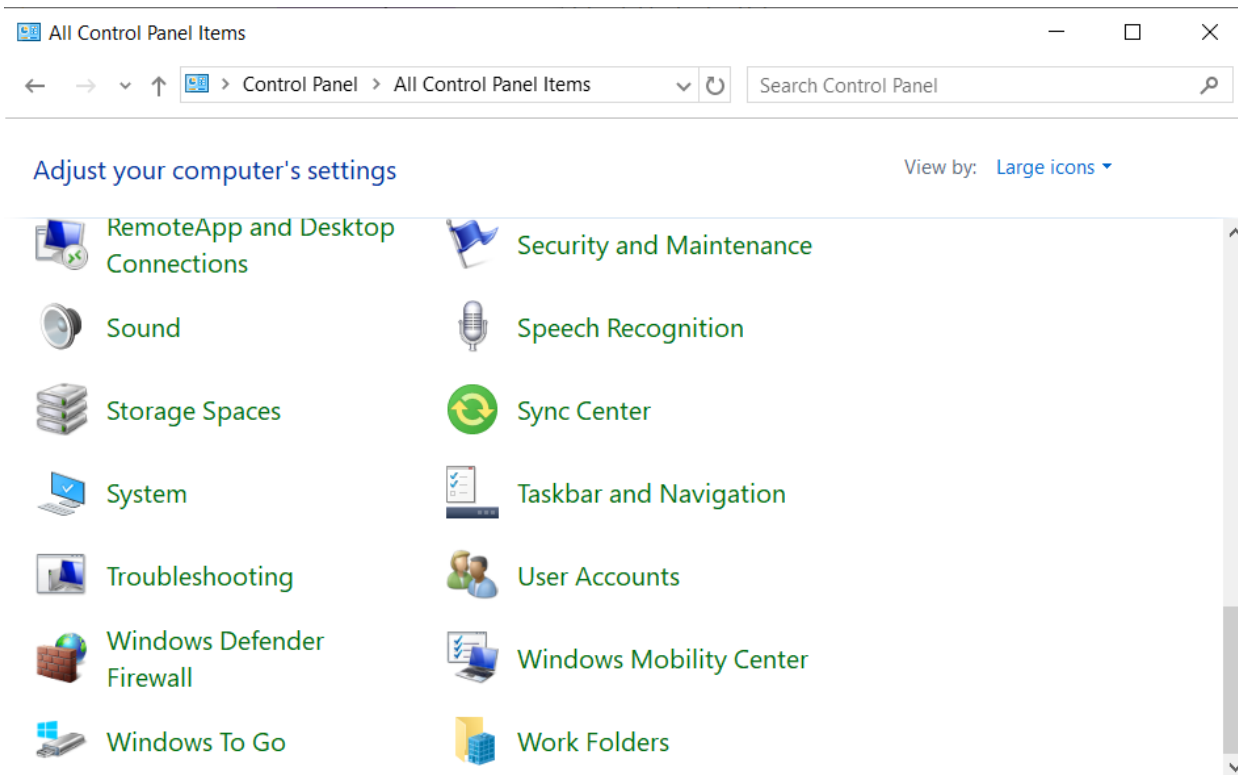 All Control Panel Items
Control Panel > All Control Panel Items
Search Control Panel
Adjust your computer's settings
View by: Large icons
RemoteApp and Desktop
Connections
Security and Maintenance
Sound
Speech Recognition
Storage Spaces
Sync Center
System
Taskbar and Navigation
Troubleshooting
User Accounts
Windows Defender
Firewall
Windows Mobility Center
Windows To Go
Work Folders